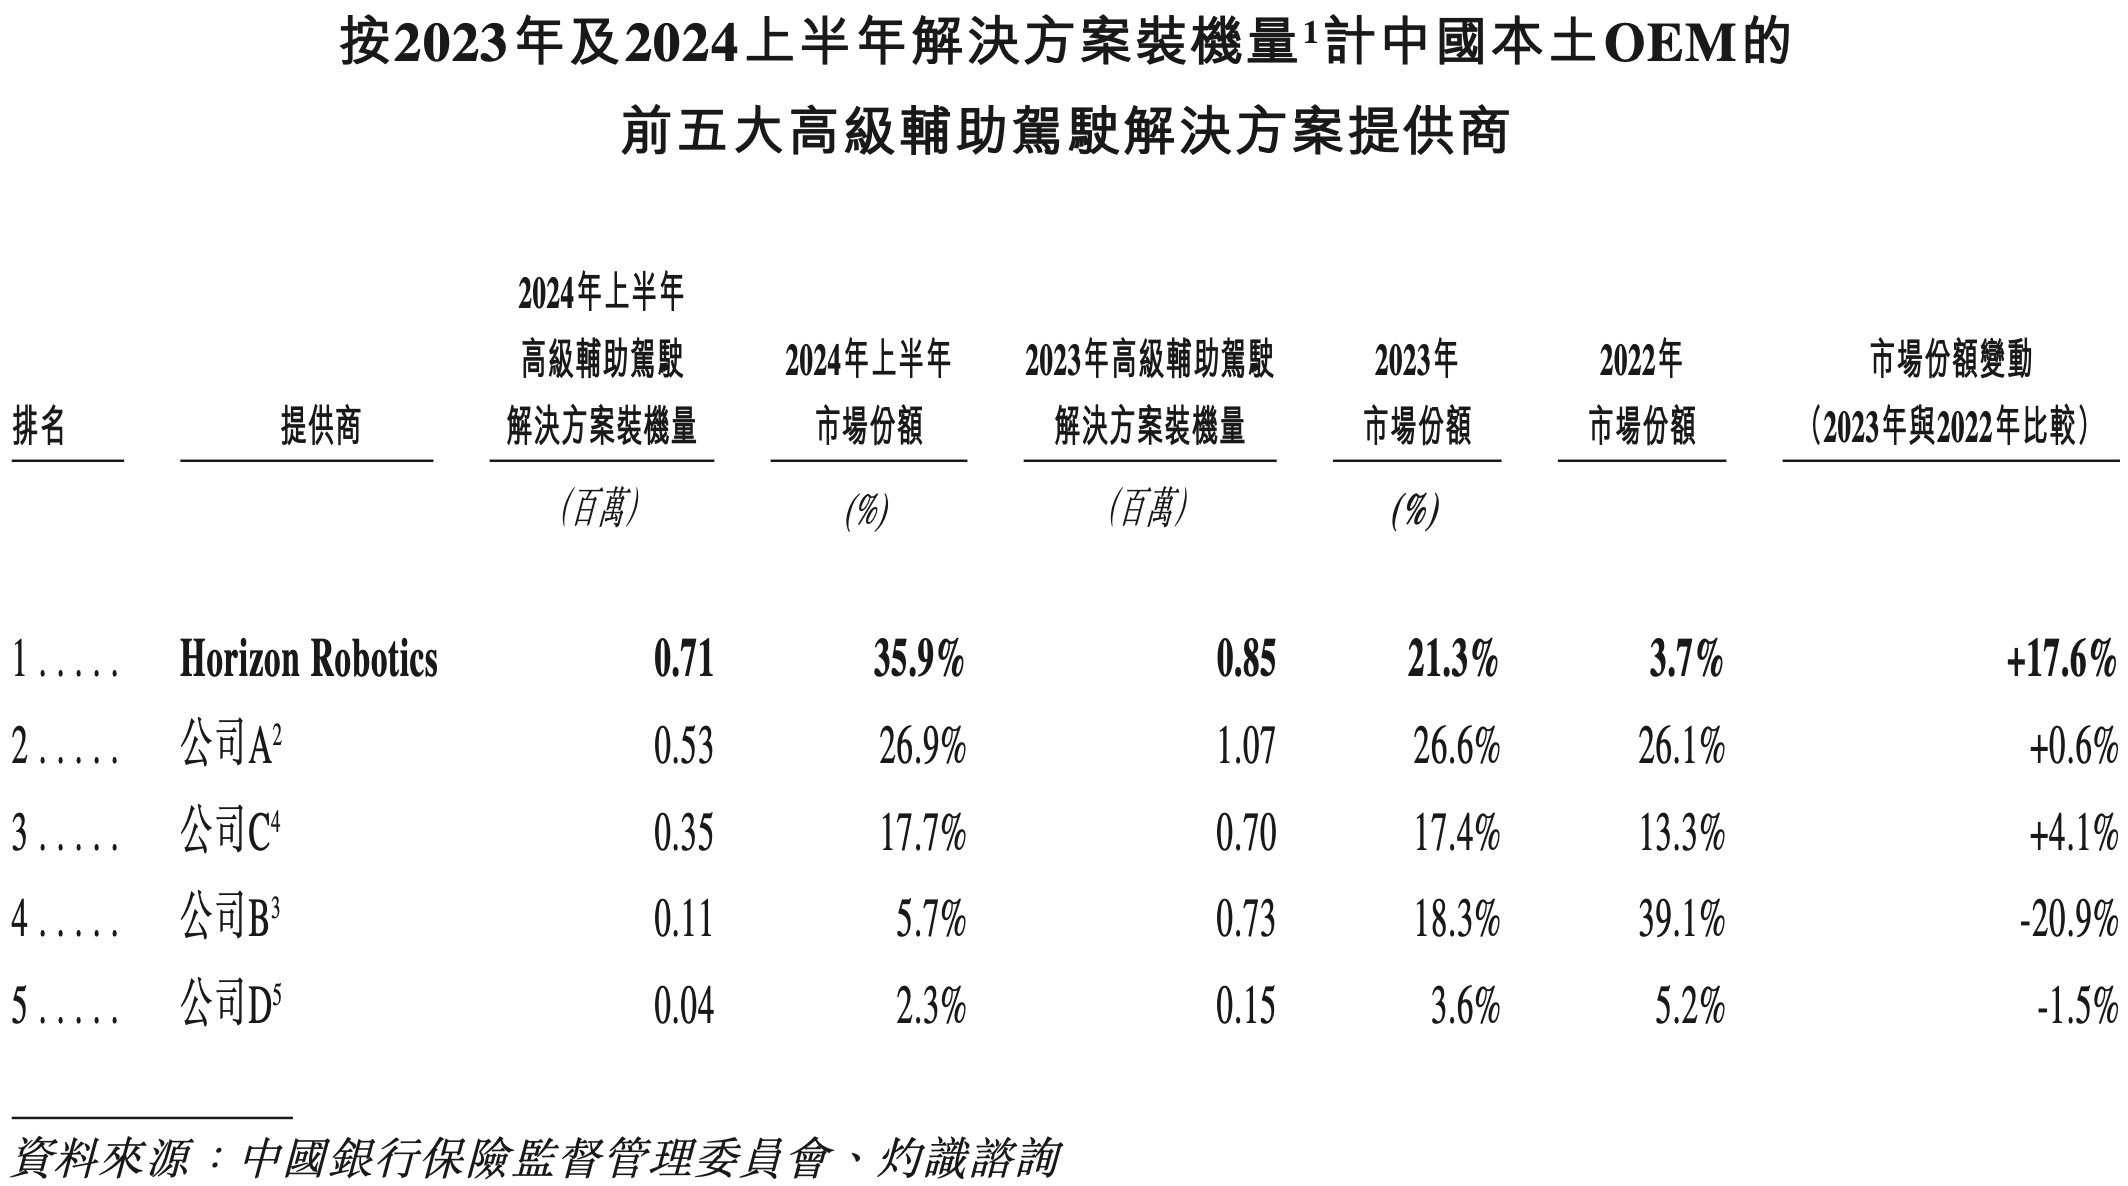 按2023年及2024上半年解決方案裝機量¹計中國本土OEM的
前五大高級輔助駕駛解決方案提供商
排名 提供商 2024年上半年高級輔助駕駛解決方案裝機量 2024年上半年市場份額 2023年高級輔助駕駛解決方案裝機量 2023年市場份額 2022年市場份額 市場份額變動（2023年與2022年比較）
（百萬） (%) （百萬） (%)
1 ..... Horizon Robotics 0.71 35.9% 0.85 21.3% 3.7% +17.6%
2 ..... 公司A² 0.53 26.9% 1.07 26.6% 26.1% +0.6%
3 ..... 公司C⁴ 0.35 17.7% 0.70 17.4% 13.3% +4.1%
4 ..... 公司B³ 0.11 5.7% 0.73 18.3% 39.1% -20.9%
5 ..... 公司D⁵ 0.04 2.3% 0.15 3.6% 5.2% -1.5%
資料來源：中國銀行保險監督管理委員會、灼識諮詢